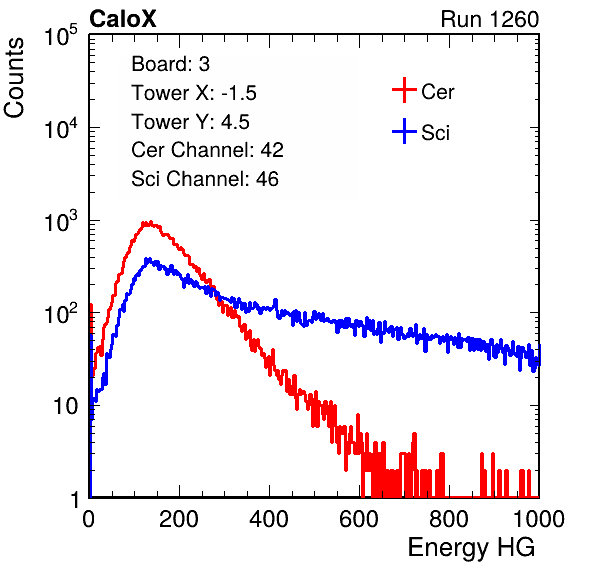 CaloX Run 1260
Counts
Board: 3
Tower X: -1.5
Tower Y: 4.5
Cer Channel: 42
Sci Channel: 46
Cer
Sci
10^5
10^4
10^3
10^2
10
1
0 200 400 600 800 1000
Energy HG